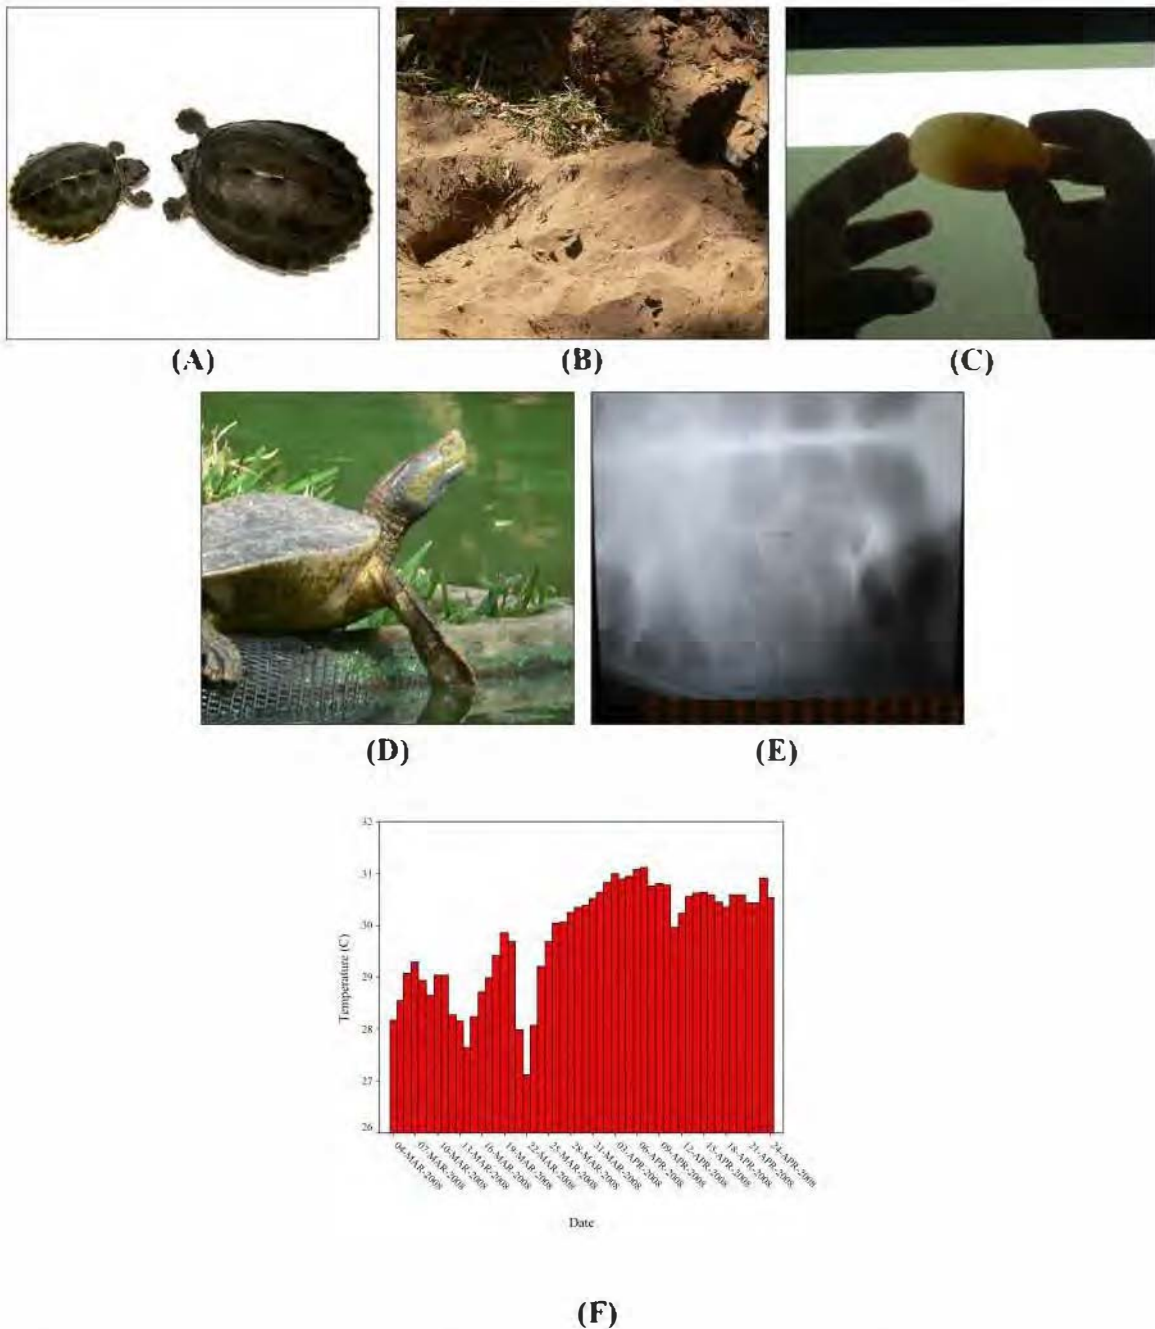 (A)
(B)
(C)
(D)
(E)
32
31
30
29
28
27
26
Temperature (C)
04-MAR-2008
07-MAR-2008
10-MAR-2008
13-MAR-2008
16-MAR-2008
19-MAR-2008
22-MAR-2008
25-MAR-2008
28-MAR-2008
31-MAR-2008
03-APR-2008
06-APR-2008
09-APR-2008
12-APR-2008
15-APR-2008
18-APR-2008
21-APR-2008
24-APR-2008
Date
(F)